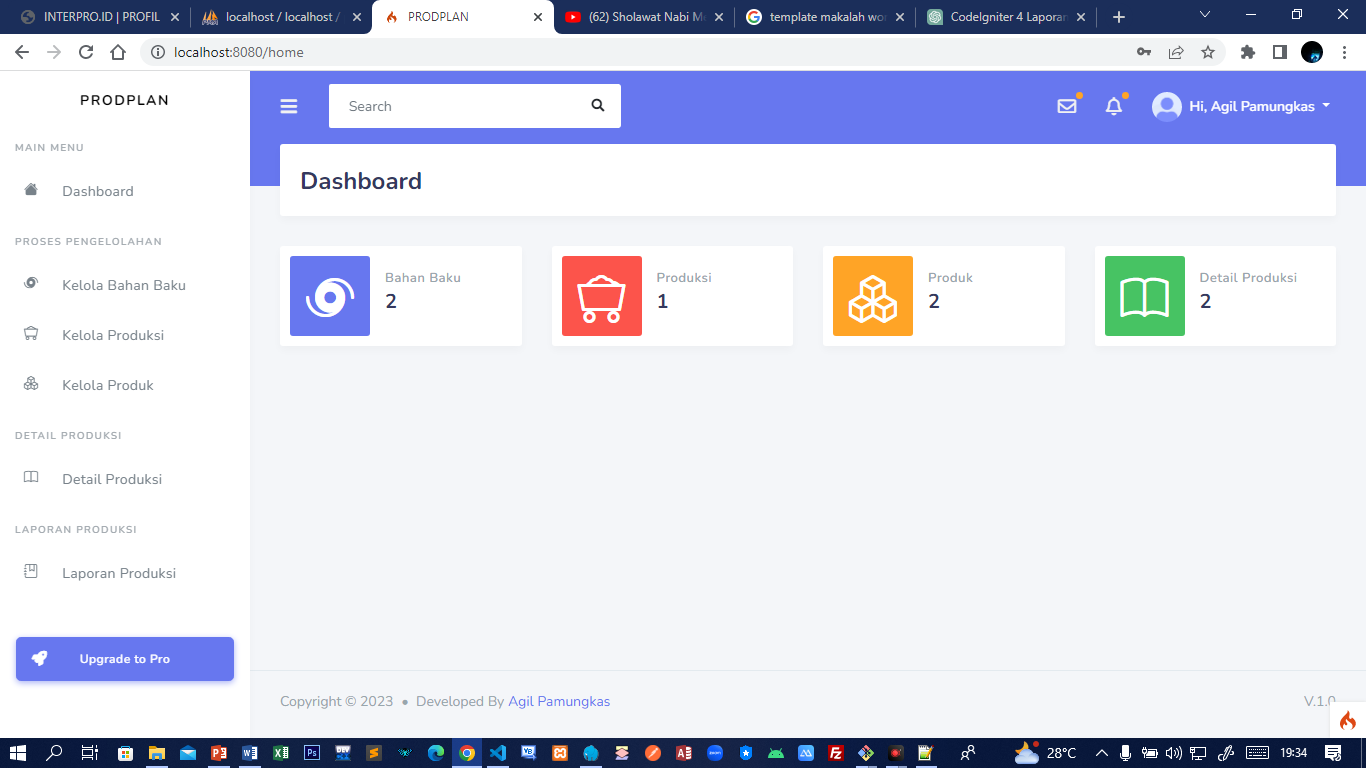 INTERPRO.ID | PROFIL
localhost / localhost /
PRODPLAN
(62) Sholawat Nabi M
template makalah wor
CodeIgniter 4 Laporan
localhost:8080/home
PRODPLAN
MAIN MENU
Dashboard
PROSES PENGELOLAHAN
Kelola Bahan Baku
Kelola Produksi
Kelola Produk
DETAIL PRODUKSI
Detail Produksi
LAPORAN PRODUKSI
Laporan Produksi
Upgrade to Pro
Search
Hi, Agil Pamungkas
Dashboard
Bahan Baku
2
Produksi
1
Produk
2
Detail Produksi
2
Copyright © 2023 • Developed By Agil Pamungkas
V.1.0
28°C
19:34